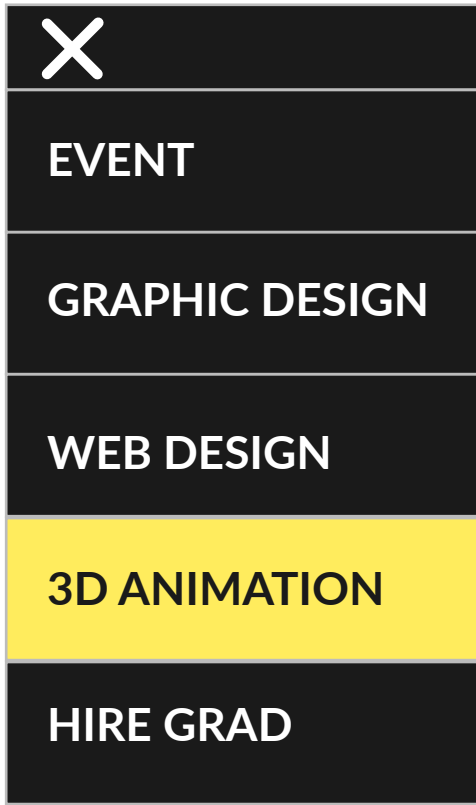 EVENT
GRAPHIC DESIGN
WEB DESIGN
3D ANIMATION
HIRE GRAD